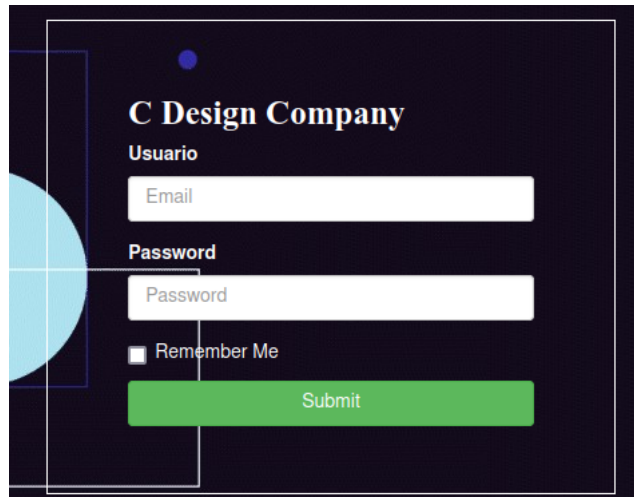 C Design Company
Usuario
Email
Password
Password
Remember Me
Submit